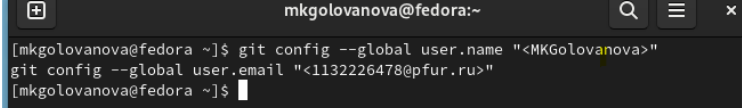 mkgolovanova@fedora:~
[mkgolovanova@fedora ~]$ git config --global user.name "<MKGolovanova>"
git config --global user.email "<1132226478@pfur.ru>"
[mkgolovanova@fedora ~]$